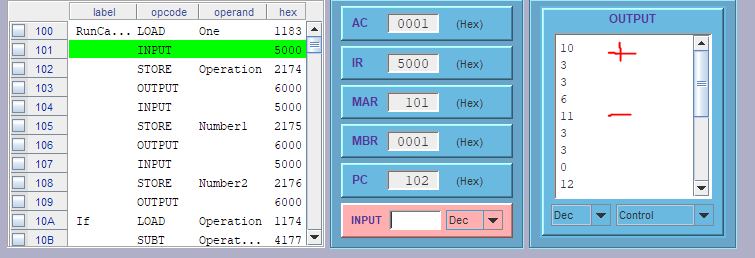 label opcode operand hex
100 RunCa... LOAD One 1183
101 INPUT 5000
102 STORE Operation 2174
103 OUTPUT 6000
104 INPUT 5000
105 STORE Number1 2175
106 OUTPUT 6000
107 INPUT 5000
108 STORE Number2 2176
109 OUTPUT 6000
10A If LOAD Operation 1174
10B SUBT Operat... 4177
AC 0001 (Hex)
IR 5000 (Hex)
MAR 101 (Hex)
MBR 0001 (Hex)
PC 102 (Hex)
INPUT Dec
OUTPUT
10 +
3
3
6
11 −
3
3
0
12
Dec Control